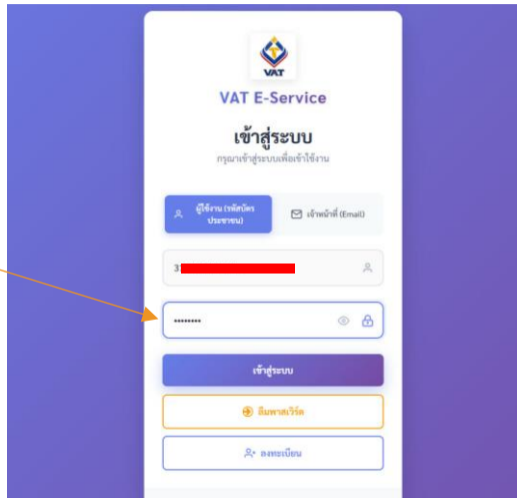 VAT
VAT E-Service
เข้าสู่ระบบ
กรุณาเข้าสู่ระบบเพื่อเข้าใช้งาน
ผู้ใช้งาน (รหัสบัตร
ประชาชน)
เจ้าหน้าที่ (Email)
3
••••••••
เข้าสู่ระบบ
ลืมพาสเวิร์ด
ลงทะเบียน